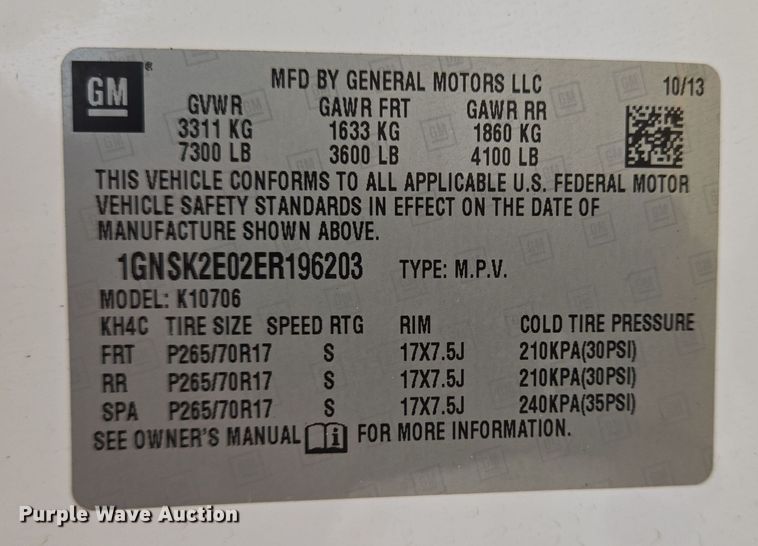 GM®
MFD BY GENERAL MOTORS LLC 10/13
GVWR GAWR FRT GAWR RR
3311 KG 1633 KG 1860 KG
7300 LB 3600 LB 4100 LB
THIS VEHICLE CONFORMS TO ALL APPLICABLE U.S. FEDERAL MOTOR
VEHICLE SAFETY STANDARDS IN EFFECT ON THE DATE OF
MANUFACTURE SHOWN ABOVE.
1GNSK2E02ER196203 TYPE: M.P.V.
MODEL: K10706
KH4C TIRE SIZE SPEED RTG RIM COLD TIRE PRESSURE
FRT P265/70R17 S 17X7.5J 210KPA(30PSI)
RR P265/70R17 S 17X7.5J 210KPA(30PSI)
SPA P265/70R17 S 17X7.5J 240KPA(35PSI)
SEE OWNER'S MANUAL i FOR MORE INFORMATION.
Purple Wave Auction